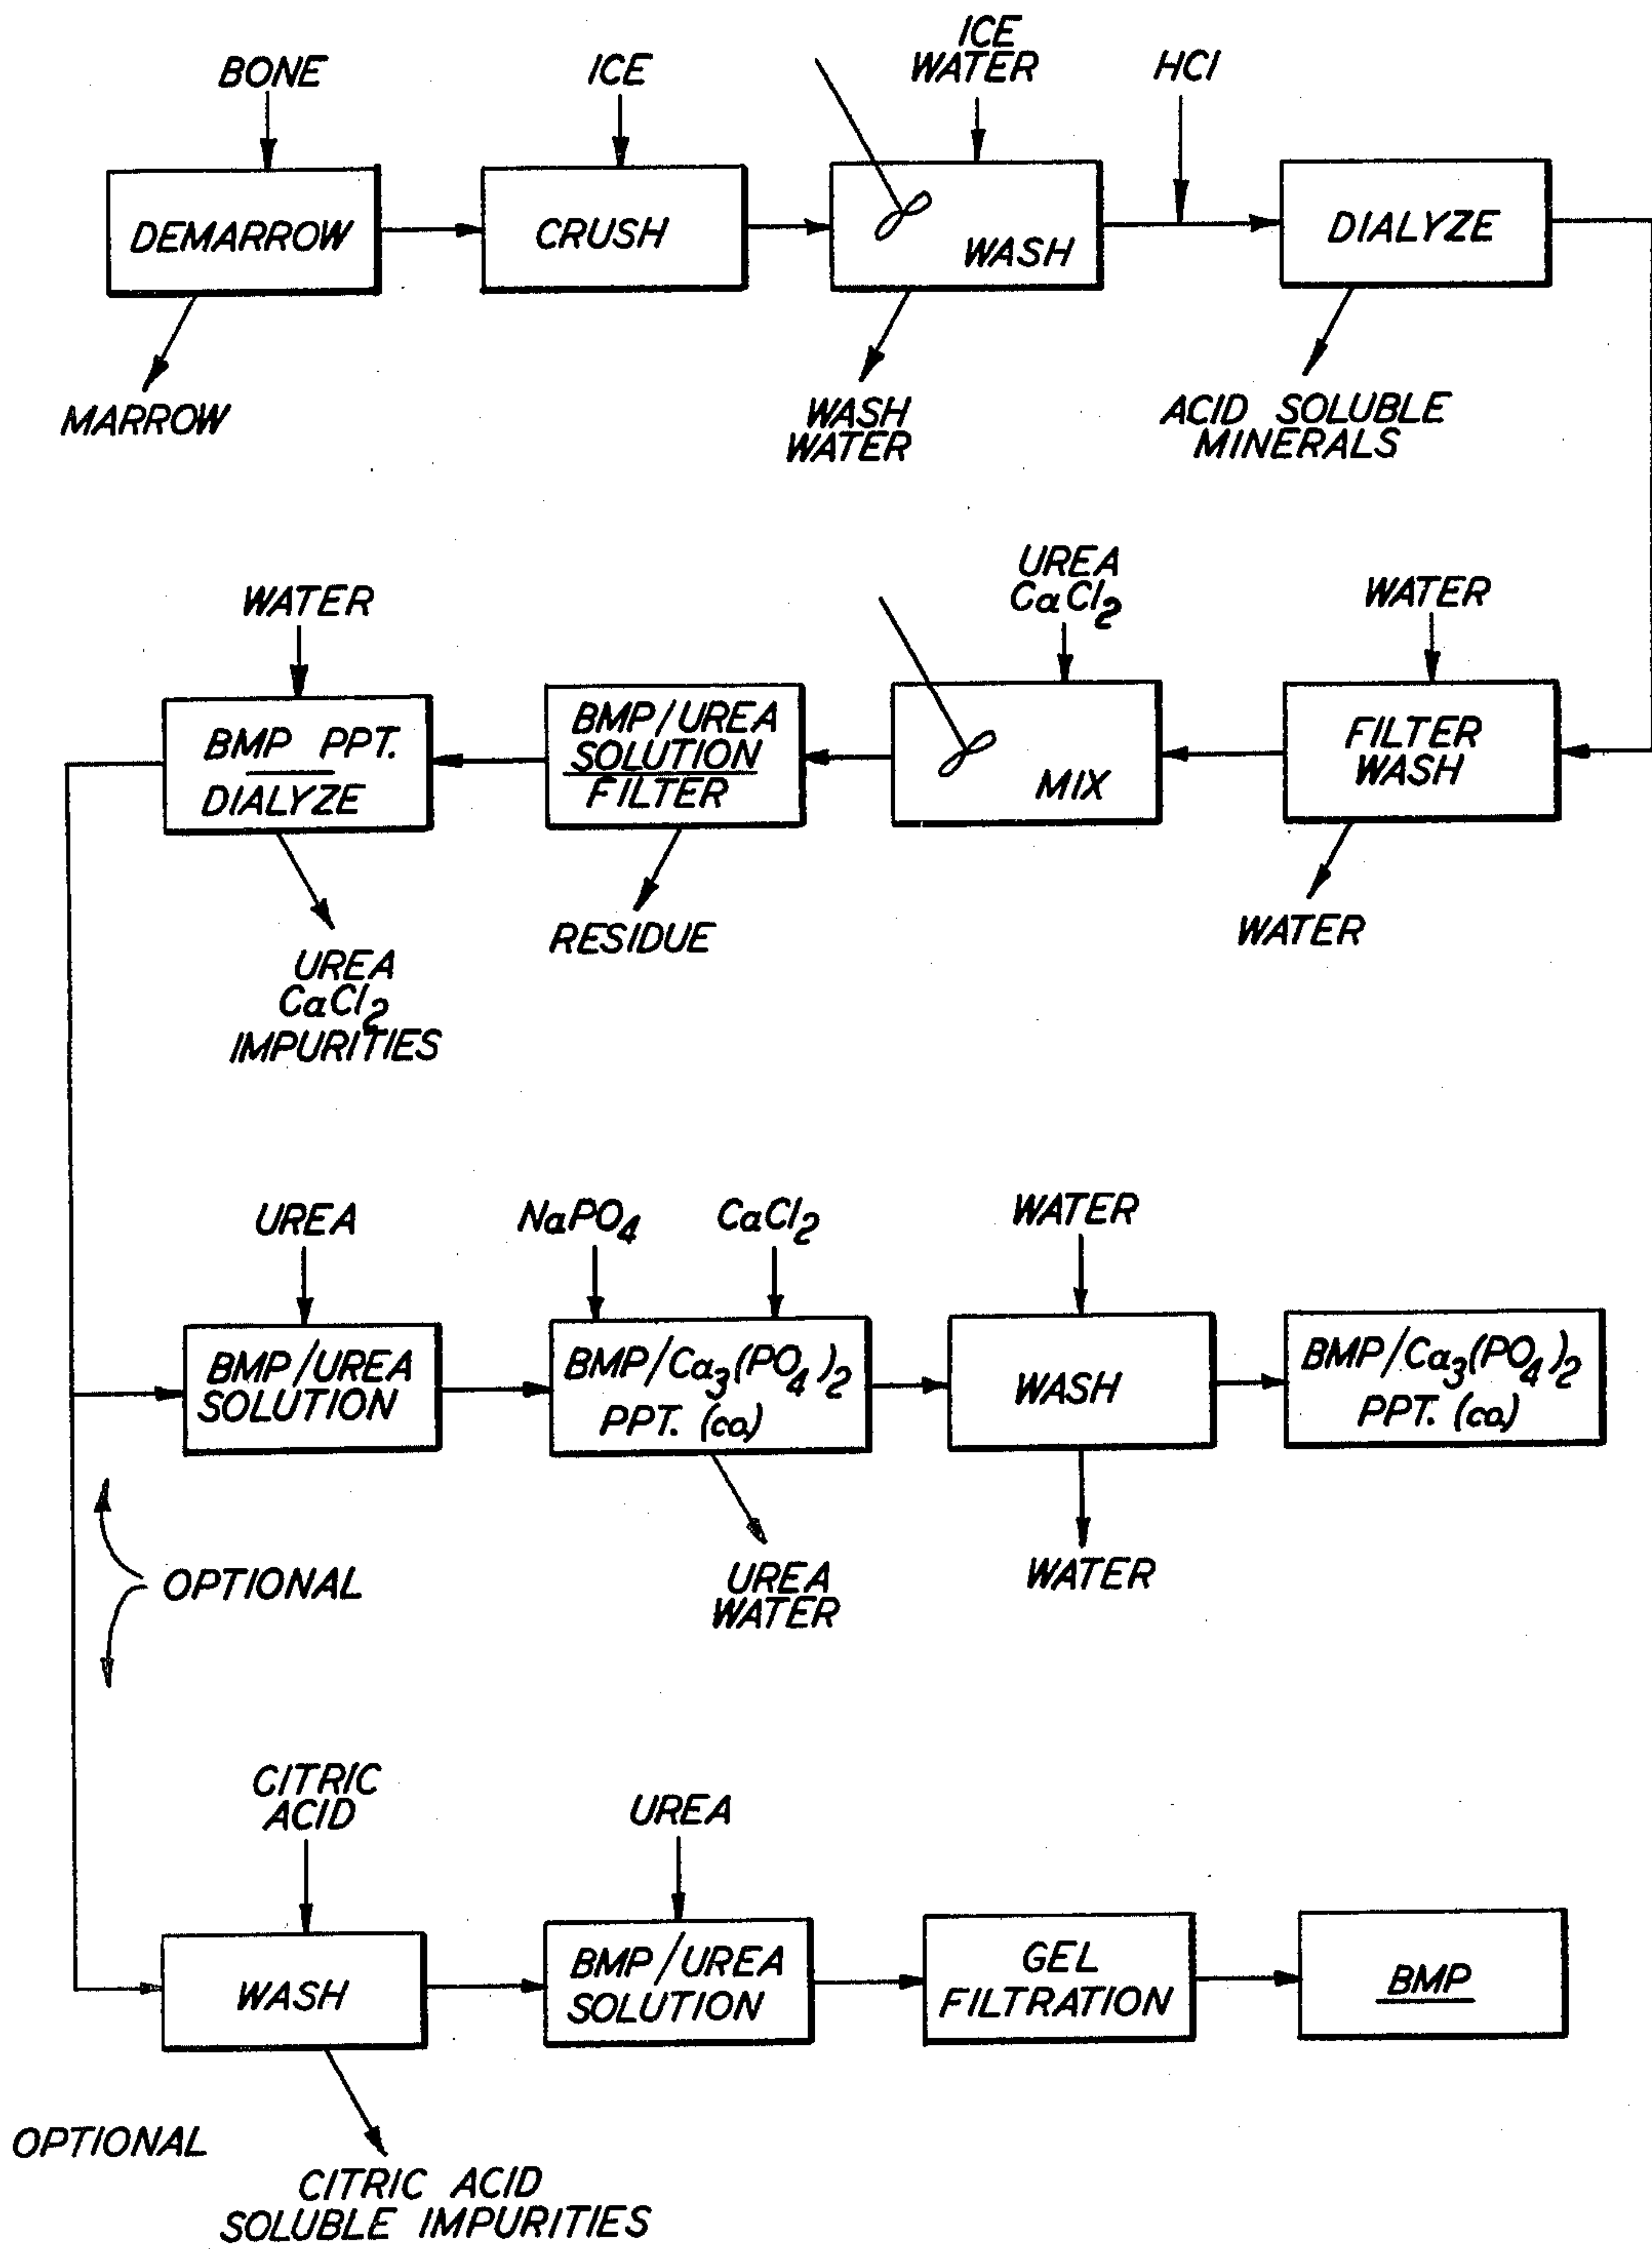 BONE
ICE
ICE
WATER
HCl
DEMARROW
CRUSH
WASH
DIALYZE
MARROW
WASH
WATER
ACID SOLUBLE
MINERALS
WATER
UREA
CaCl2
WATER
BMP PPT.
DIALYZE
BMP/UREA
SOLUTION
FILTER
MIX
FILTER
WASH
UREA
CaCl2
IMPURITIES
RESIDUE
WATER
UREA
NaPO4
CaCl2
WATER
BMP/UREA
SOLUTION
BMP/Ca3(PO4)2
PPT. (co)
WASH
BMP/Ca3(PO4)2
PPT. (co)
OPTIONAL
UREA
WATER
WATER
CITRIC
ACID
UREA
WASH
BMP/UREA
SOLUTION
GEL
FILTRATION
BMP
OPTIONAL
CITRIC ACID
SOLUBLE IMPURITIES